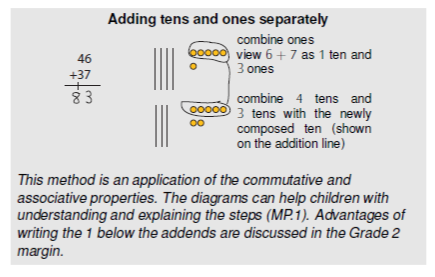 Adding tens and ones separately
combine ones
view 6 + 7 as 1 ten and
3 ones
46
+37
1
83
combine 4 tens and
3 tens with the newly
composed ten (shown
on the addition line)
This method is an application of the commutative and
associative properties. The diagrams can help children with
understanding and explaining the steps (MP.1). Advantages of
writing the 1 below the addends are discussed in the Grade 2
margin.